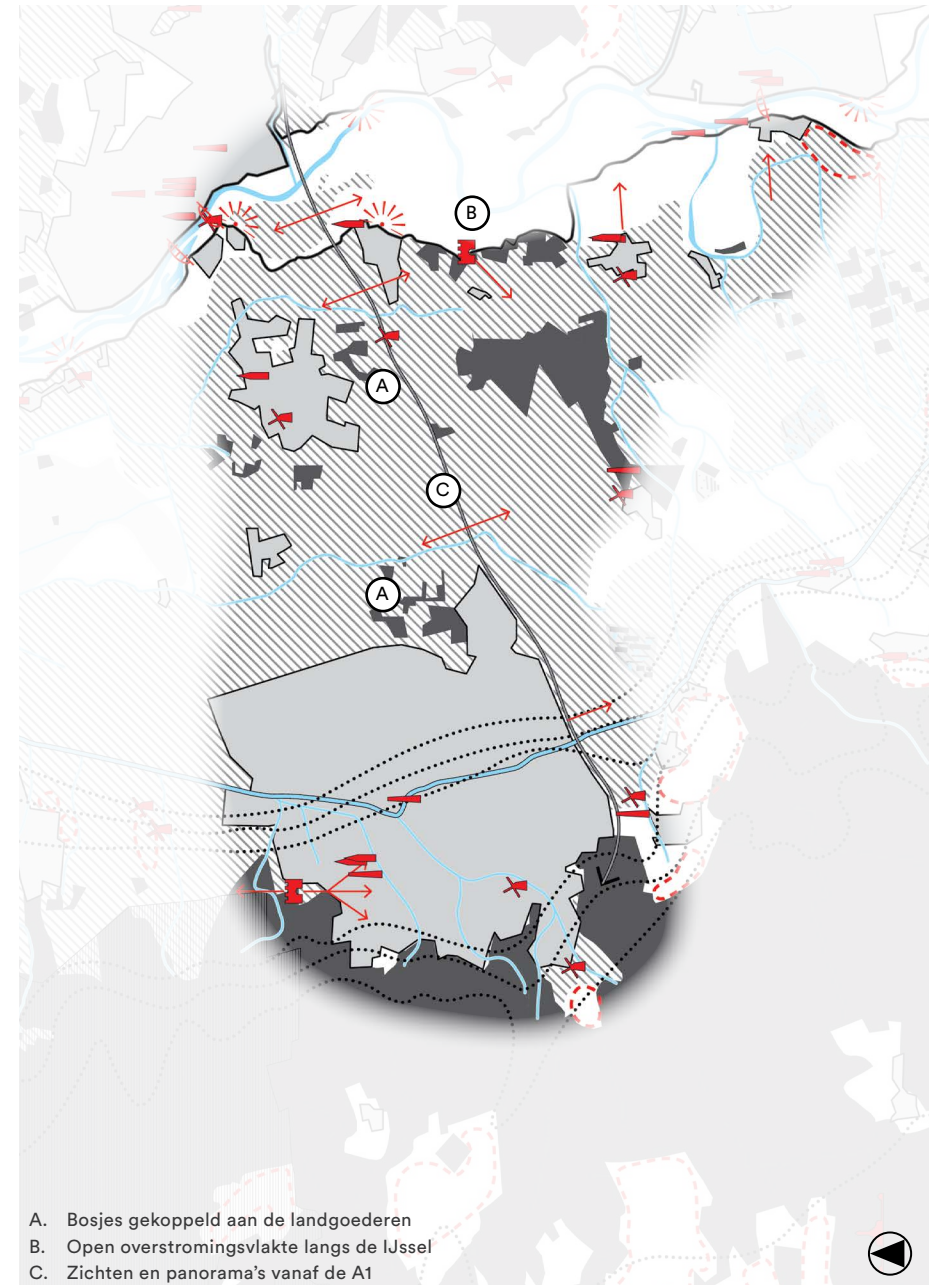 B
A
C
A
A. Bosjes gekoppeld aan de landgoederen
B. Open overstromingsvlakte langs de IJssel
C. Zichten en panorama's vanaf de A1